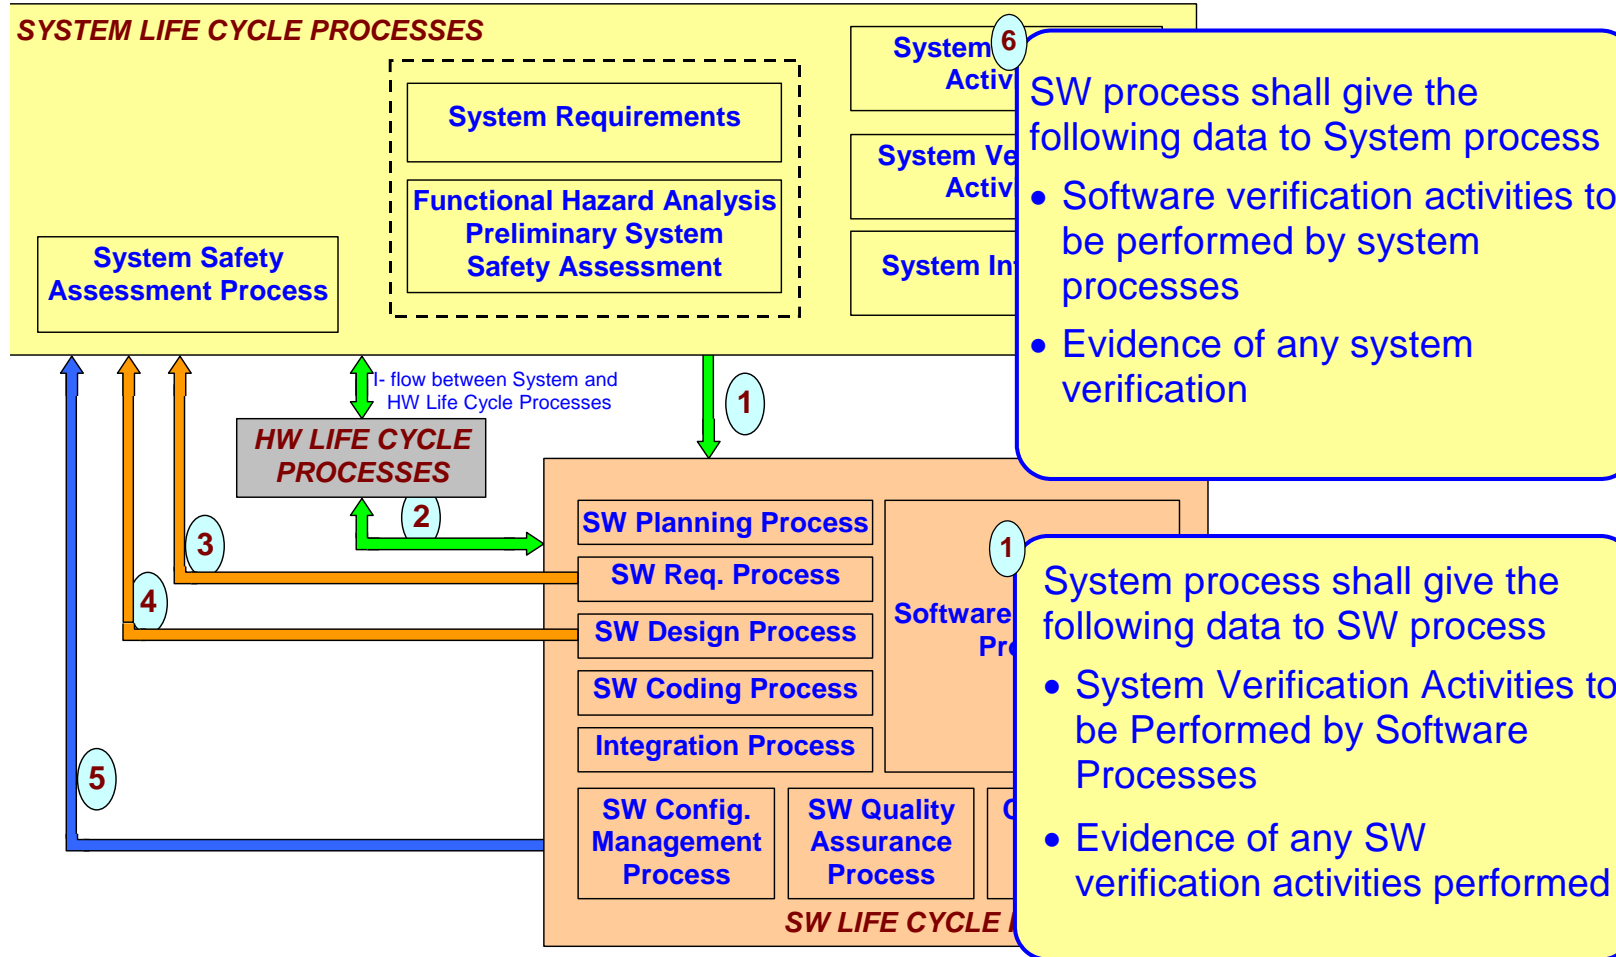 SYSTEM LIFE CYCLE PROCESSES
System Requirements
Functional Hazard Analysis
Preliminary System
Safety Assessment
System Safety
Assessment Process
System
Activ
System Ve
Activ
System In
6
SW process shall give the
following data to System process
• Software verification activities to
be performed by system
processes
• Evidence of any system
verification
I- flow between System and
HW Life Cycle Processes
1
HW LIFE CYCLE
PROCESSES
2
3
4
5
SW Planning Process
SW Req. Process
SW Design Process
SW Coding Process
Integration Process
Software
Pro
SW Config.
Management
Process
SW Quality
Assurance
Process
C
SW LIFE CYCLE
1
System process shall give the
following data to SW process
• System Verification Activities to
be Performed by Software
Processes
• Evidence of any SW
verification activities performed